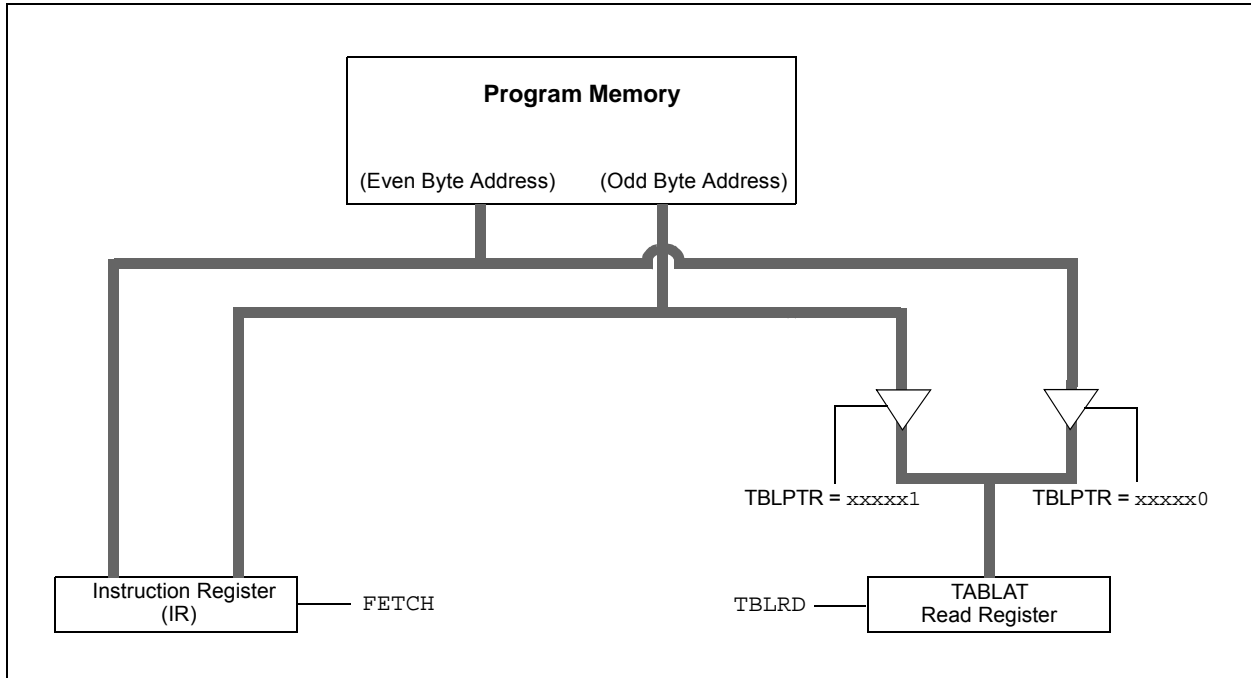 Program Memory
(Even Byte Address) (Odd Byte Address)
TBLPTR = xxxxx1
TBLPTR = xxxxx0
Instruction Register
(IR)
FETCH
TBLRD
TABLAT
Read Register